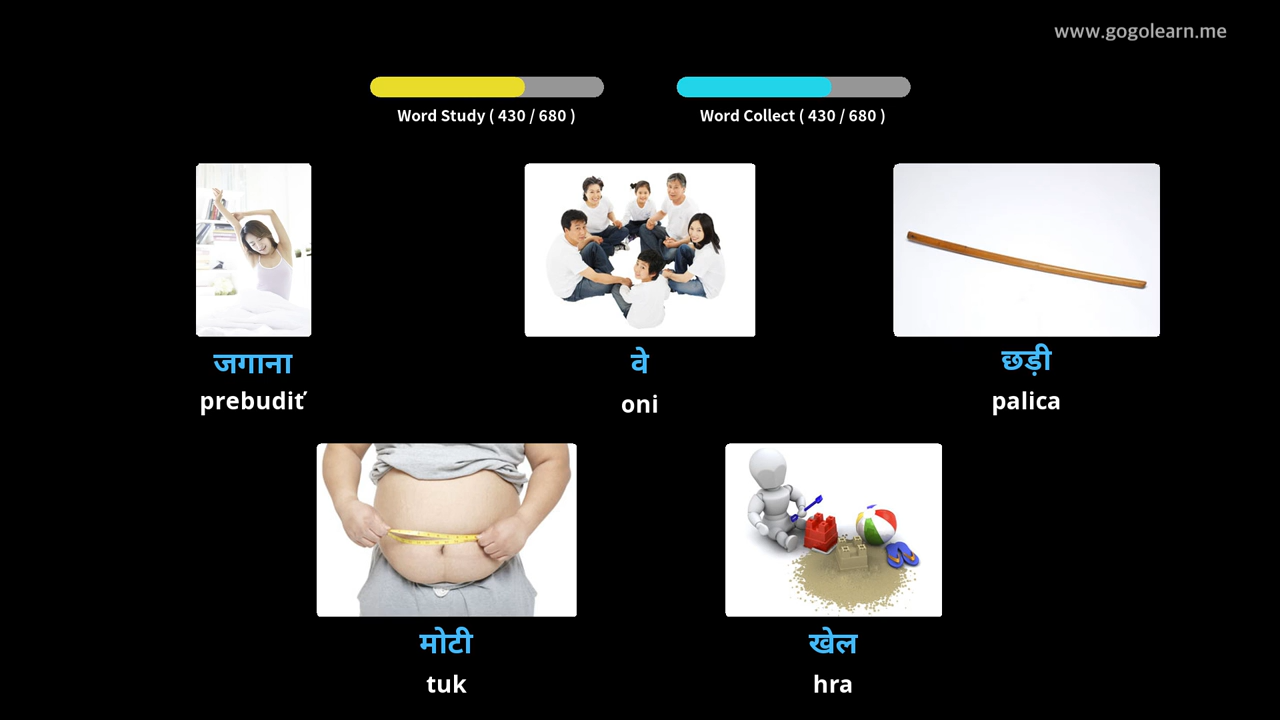 www.gogolearn.me
Word Study ( 430 / 680 )
Word Collect ( 430 / 680 )
जगाना
prebudiť
वे
oni
छड़ी
palica
मोटी
tuk
खेल
hra